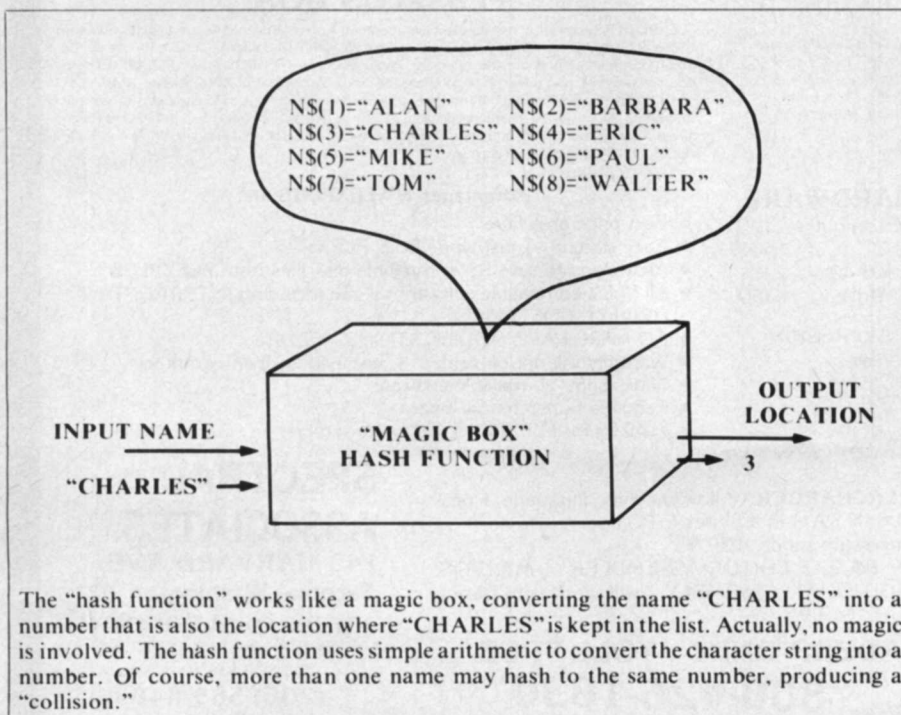 N$(1)="ALAN" N$(2)="BARBARA"
N$(3)="CHARLES" N$(4)="ERIC"
N$(5)="MIKE" N$(6)="PAUL"
N$(7)="TOM" N$(8)="WALTER"
INPUT NAME
"CHARLES"
"MAGIC BOX"
HASH FUNCTION
OUTPUT
LOCATION
3
The "hash function" works like a magic box, converting the name "CHARLES" into a
number that is also the location where "CHARLES" is kept in the list. Actually, no magic
is involved. The hash function uses simple arithmetic to convert the character string into a
number. Of course, more than one name may hash to the same number, producing a
"collision."